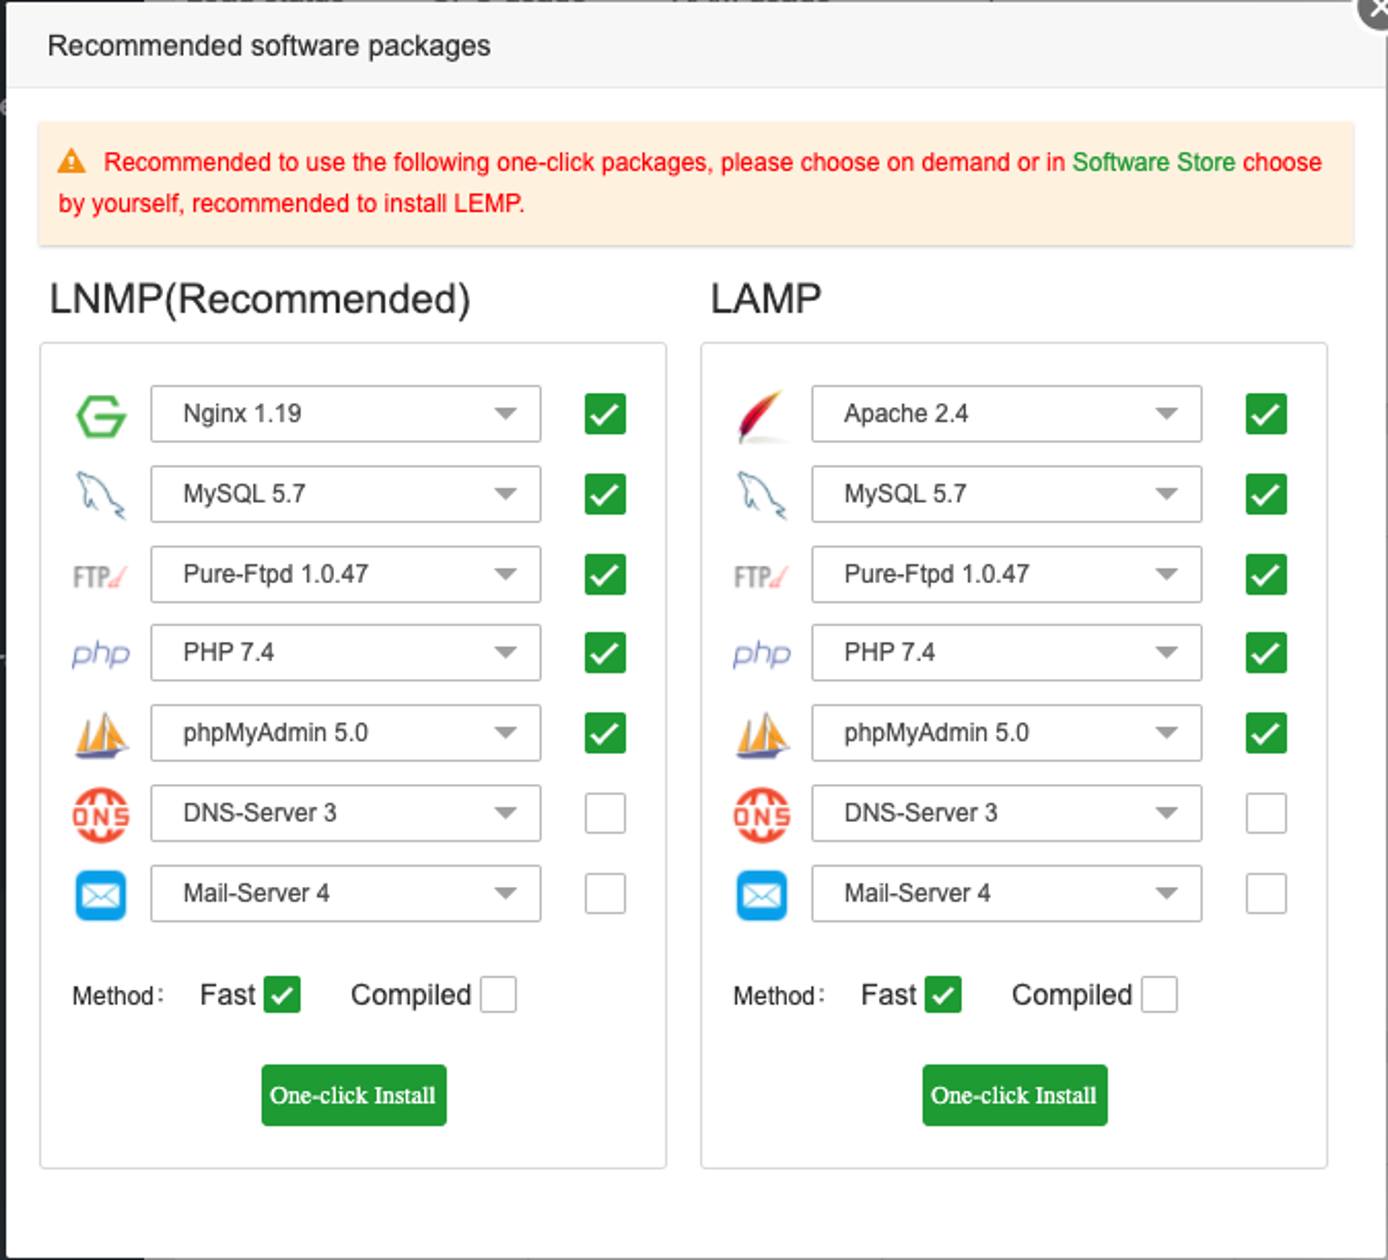 Recommended software packages
Recommended to use the following one-click packages, please choose on demand or in Software Store choose
by yourself, recommended to install LEMP.
LNMP(Recommended)
Nginx 1.19
MySQL 5.7
FTP Pure-Ftpd 1.0.47
php PHP 7.4
phpMyAdmin 5.0
DNS DNS-Server 3
Mail-Server 4
Method: Fast Compiled
One-click Install
LAMP
Apache 2.4
MySQL 5.7
FTP Pure-Ftpd 1.0.47
php PHP 7.4
phpMyAdmin 5.0
DNS DNS-Server 3
Mail-Server 4
Method: Fast Compiled
One-click Install